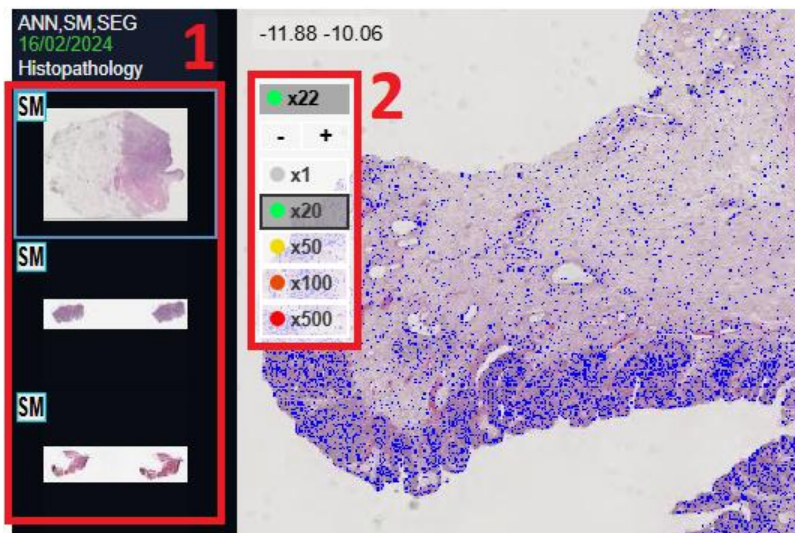 ANN,SM,SEG
16/02/2024
Histopathology
1
SM
SM
SM
-11.88 -10.06
2
x22
- +
x1
x20
x50
x100
x500